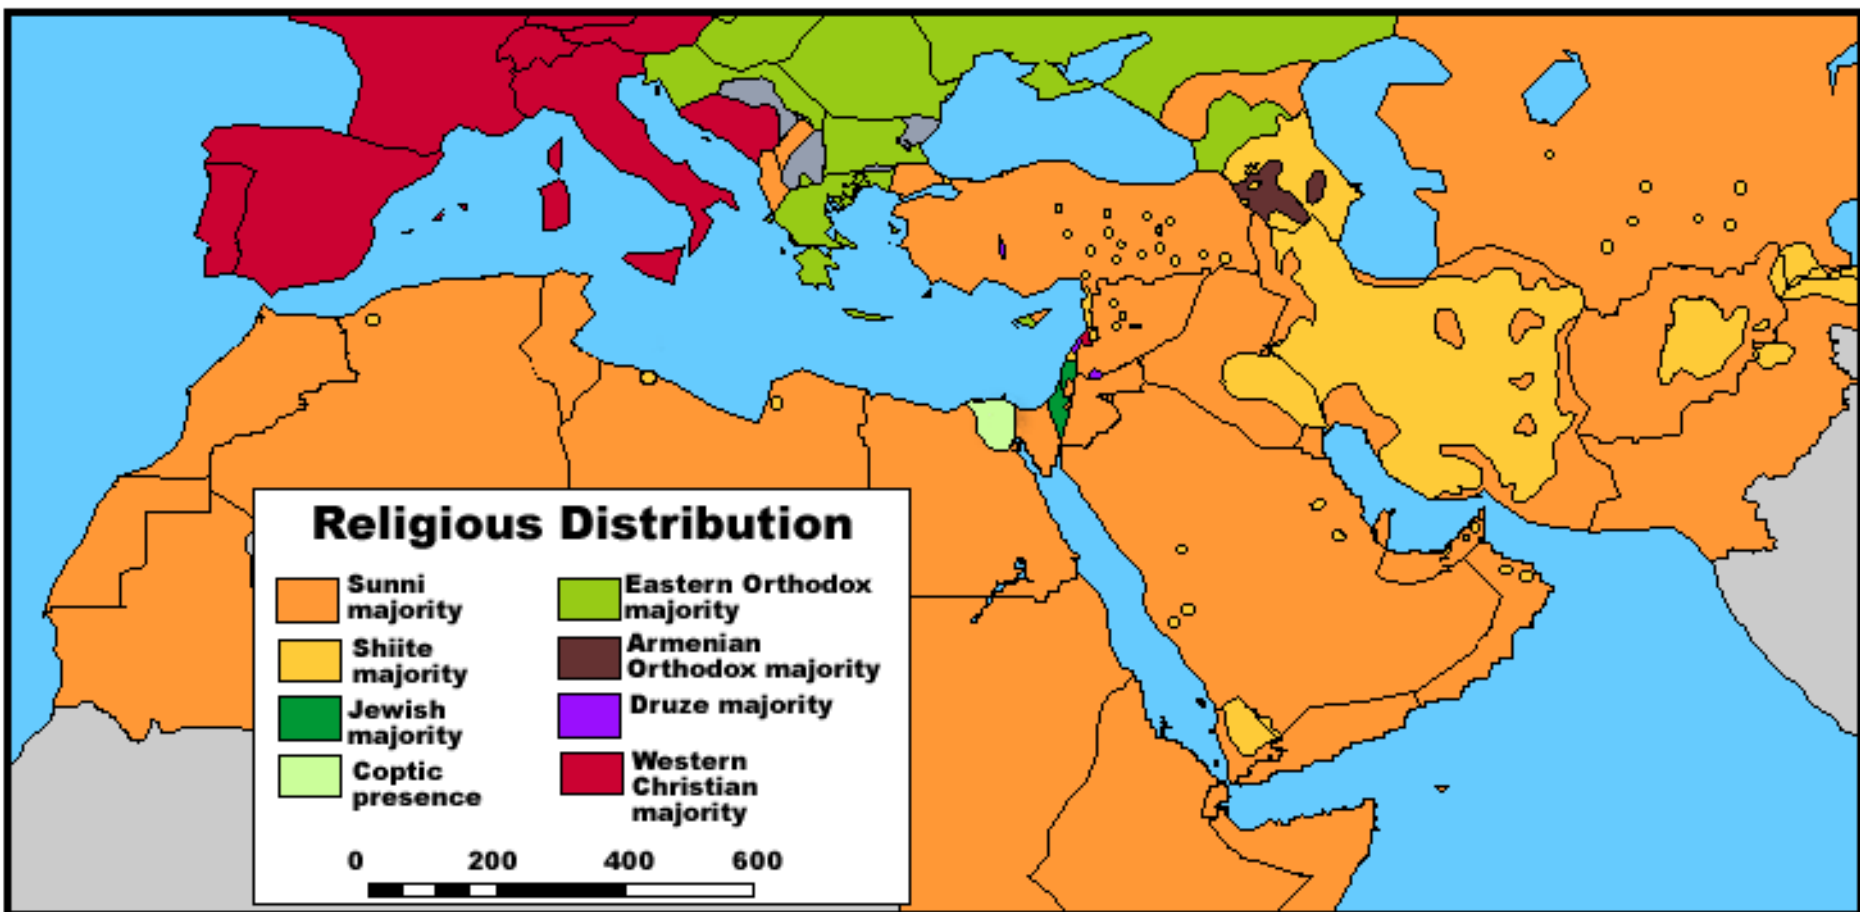 Religious Distribution
Sunni
majority
Shiite
majority
Jewish
majority
Coptic
presence
Eastern Orthodox
majority
Armenian
Orthodox majority
Druze majority
Western
Christian
majority
0 200 400 600